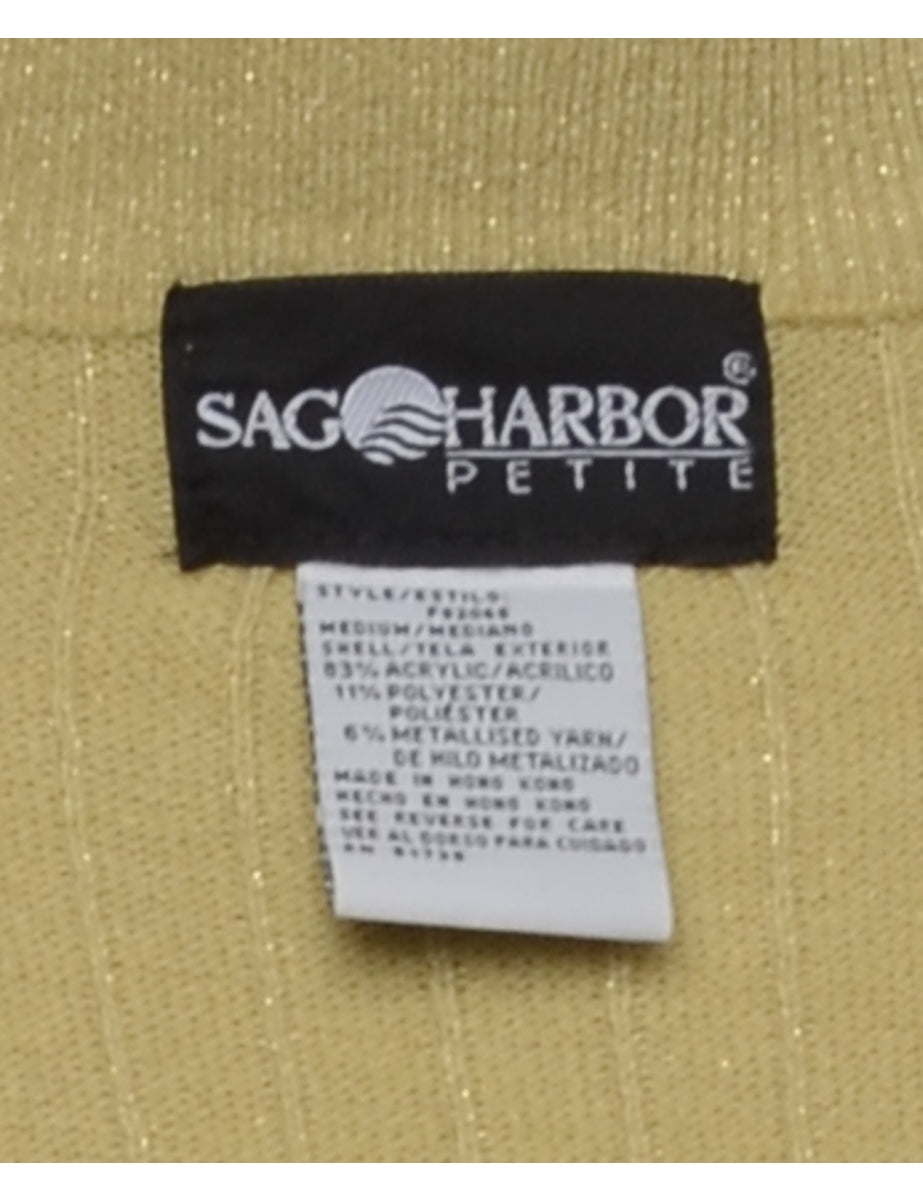 SAG HARBOR®
PETITE
STYLE/ESTILO:
MEDIUM/MEDIANO
SHELL/TELA EXTERIOR
83% ACRYLIC/ACRILICO
11% POLYESTER/
POLIÉSTER
6% METALLISED YARN/
DE HILO METALIZADO
MADE IN HONG KONG
HECHO EN HONG KONG
SEE REVERSE FOR CARE
VER AL DORSO PARA CUIDADO
RN